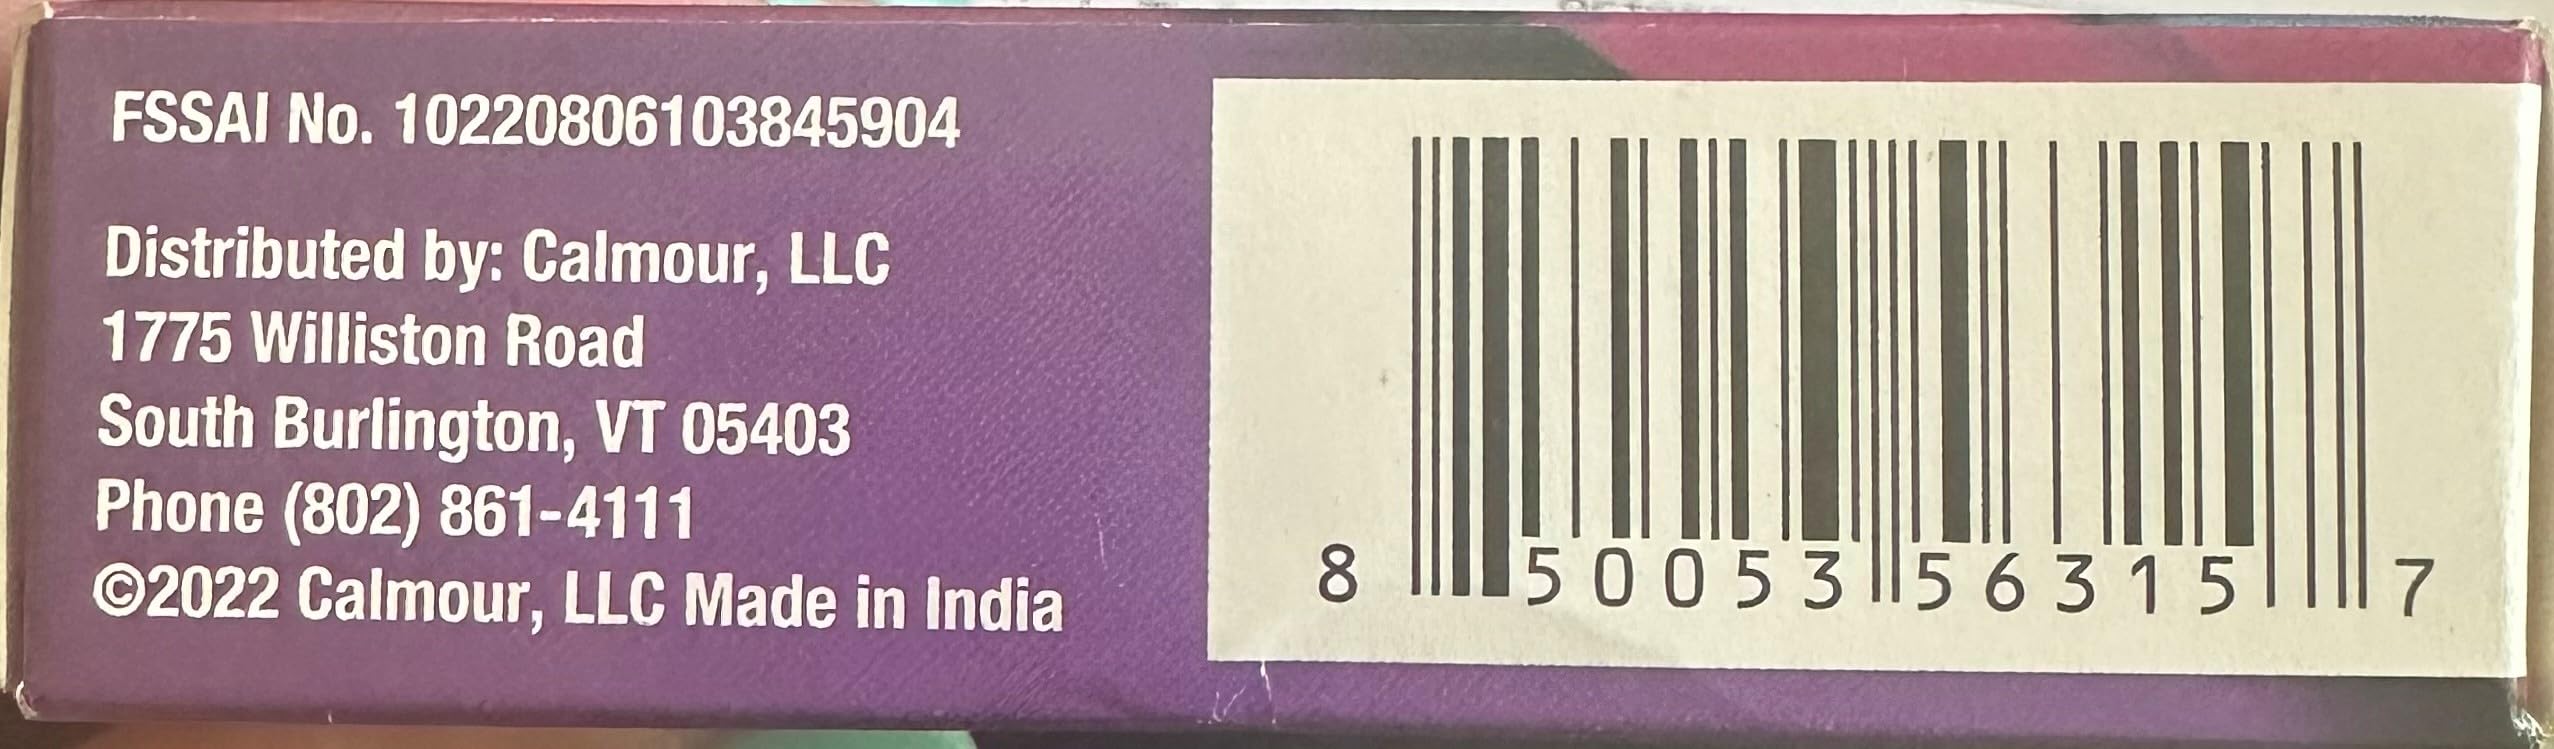 FSSAI No. 10220806103845904
Distributed by: Calmour, LLC
1775 Williston Road
South Burlington, VT 05403
Phone (802) 861-4111
©2022 Calmour, LLC Made in India
8 50053 56315 7